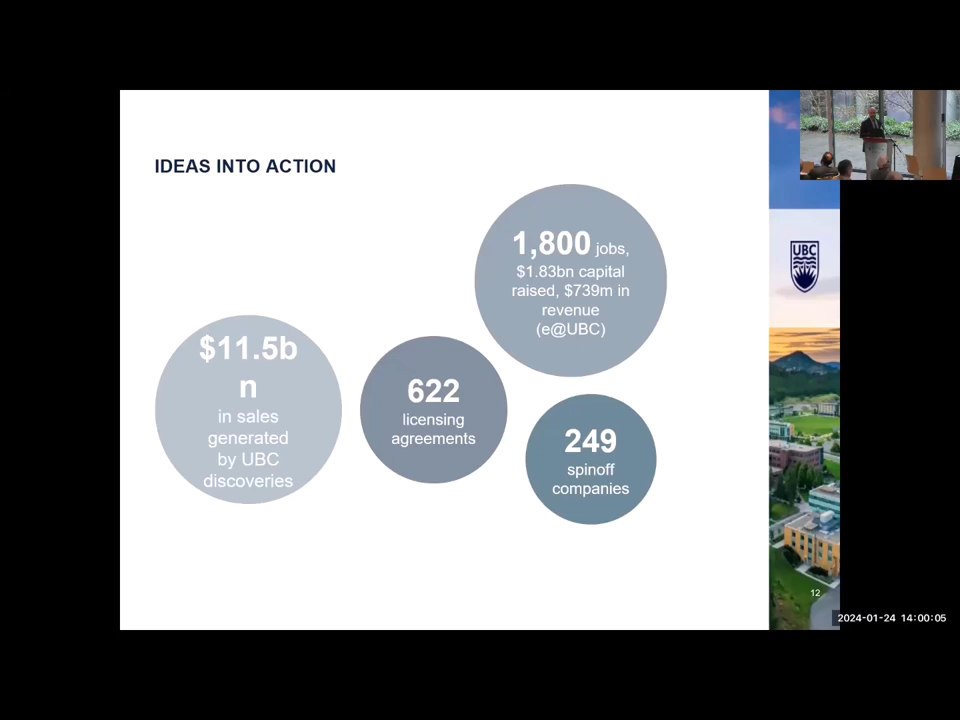 IDEAS INTO ACTION
1,800 jobs,
$1.83bn capital
raised, $739m in
revenue
(e@UBC)
$11.5b
n
in sales
generated
by UBC
discoveries
622
licensing
agreements
249
spinoff
companies
UBC
12
2024-01-24 14:00:05